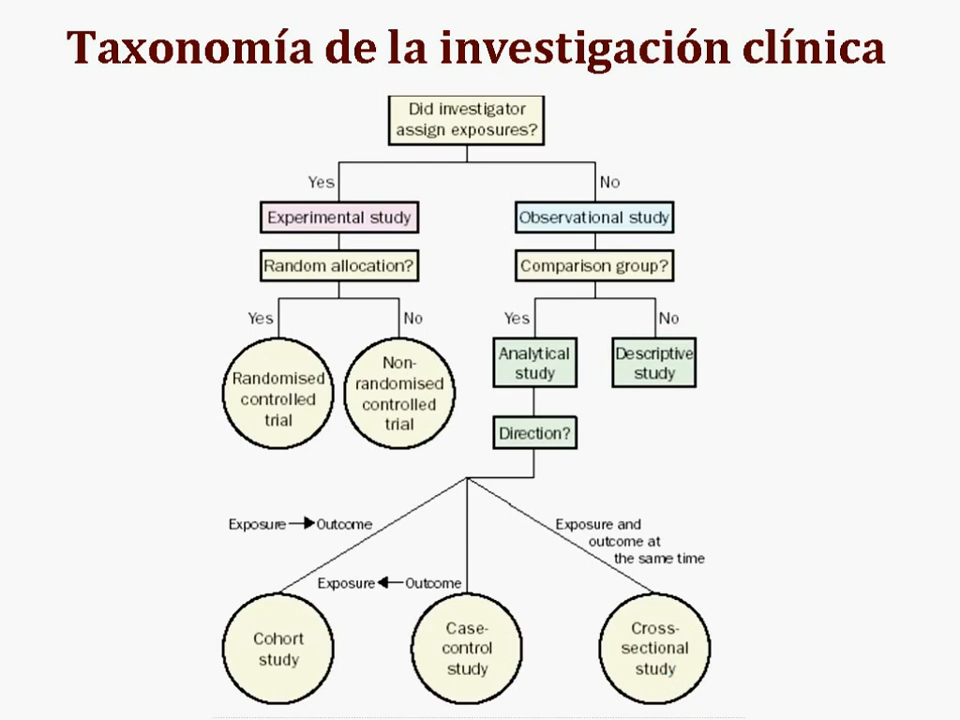 Taxonomía de la investigación clínica
Did investigator
assign exposures?
Yes
No
Experimental study
Observational study
Random allocation?
Comparison group?
Yes
No
Yes
No
Randomised
controlled
trial
Non-
randomised
controlled
trial
Analytical
study
Descriptive
study
Direction?
Exposure
Outcome
Exposure and
outcome at
the same time
Exposure
Outcome
Cohort
study
Case-
control
study
Cross-
sectional
study